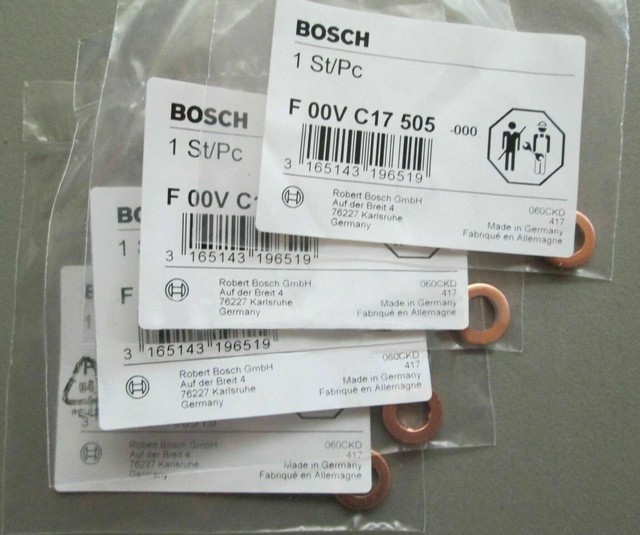 BOSCH
1 St/Pc
F 00V C17 505 -000
3 165143 196519
Robert Bosch GmbH
Auf der Breit 4
76227 Karlsruhe
Germany
060CKD
417
Made in Germany
Fabriqué en Allemagne
BOSCH
1 St/Pc
F 00V C
3 165143 196519
Robert Bosch GmbH
Auf der Breit 4
76227 Karlsruhe
Germany
060CKD
417
Made in Germany
Fabriqué en Allemagne
BO
1
F
3 165143 196519
Robert Bosch GmbH
Auf der Breit 4
76227 Karlsruhe
Germany
060CKD
417
Made in Germany
Fabriqué en Allemagne
Robert Bosch GmbH
Auf der Breit 4
76227 Karlsruhe
Germany
060CKD
417
Made in Germany
Fabriqué en Allemagne